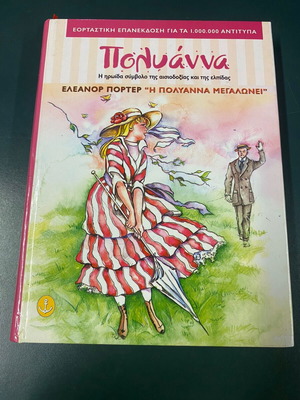 ΕΟΡΤΑΣΤΙΚΗ ΕΠΑΝΕΚΔΟΣΗ ΓΙΑ ΤΑ 1.000.000 ΑΝΤΙΤΥΠΑ
Πολυάννα
Η ηρωίδα σύμβολο της αισιοδοξίας και της ελπίδας
ΕΛΕΑΝΟΡ ΠΟΡΤΕΡ "Η ΠΟΛΥΑΝΝΑ ΜΕΓΑΛΩΝΕΙ"